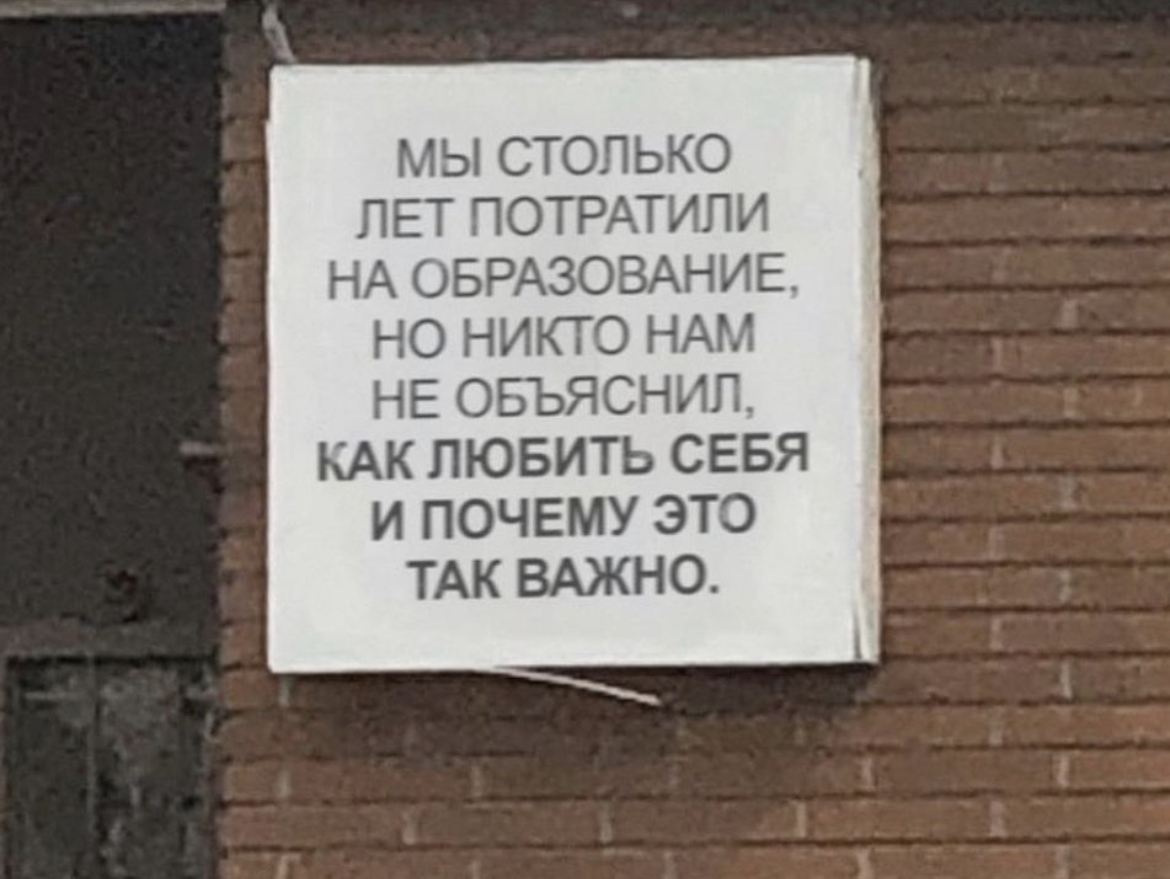 МЫ СТОЛЬКО
ЛЕТ ПОТРАТИЛИ
НА ОБРАЗОВАНИЕ,
НО НИКТО НАМ
НЕ ОБЪЯСНИЛ,
КАК ЛЮБИТЬ СЕБЯ
И ПОЧЕМУ ЭТО
ТАК ВАЖНО.